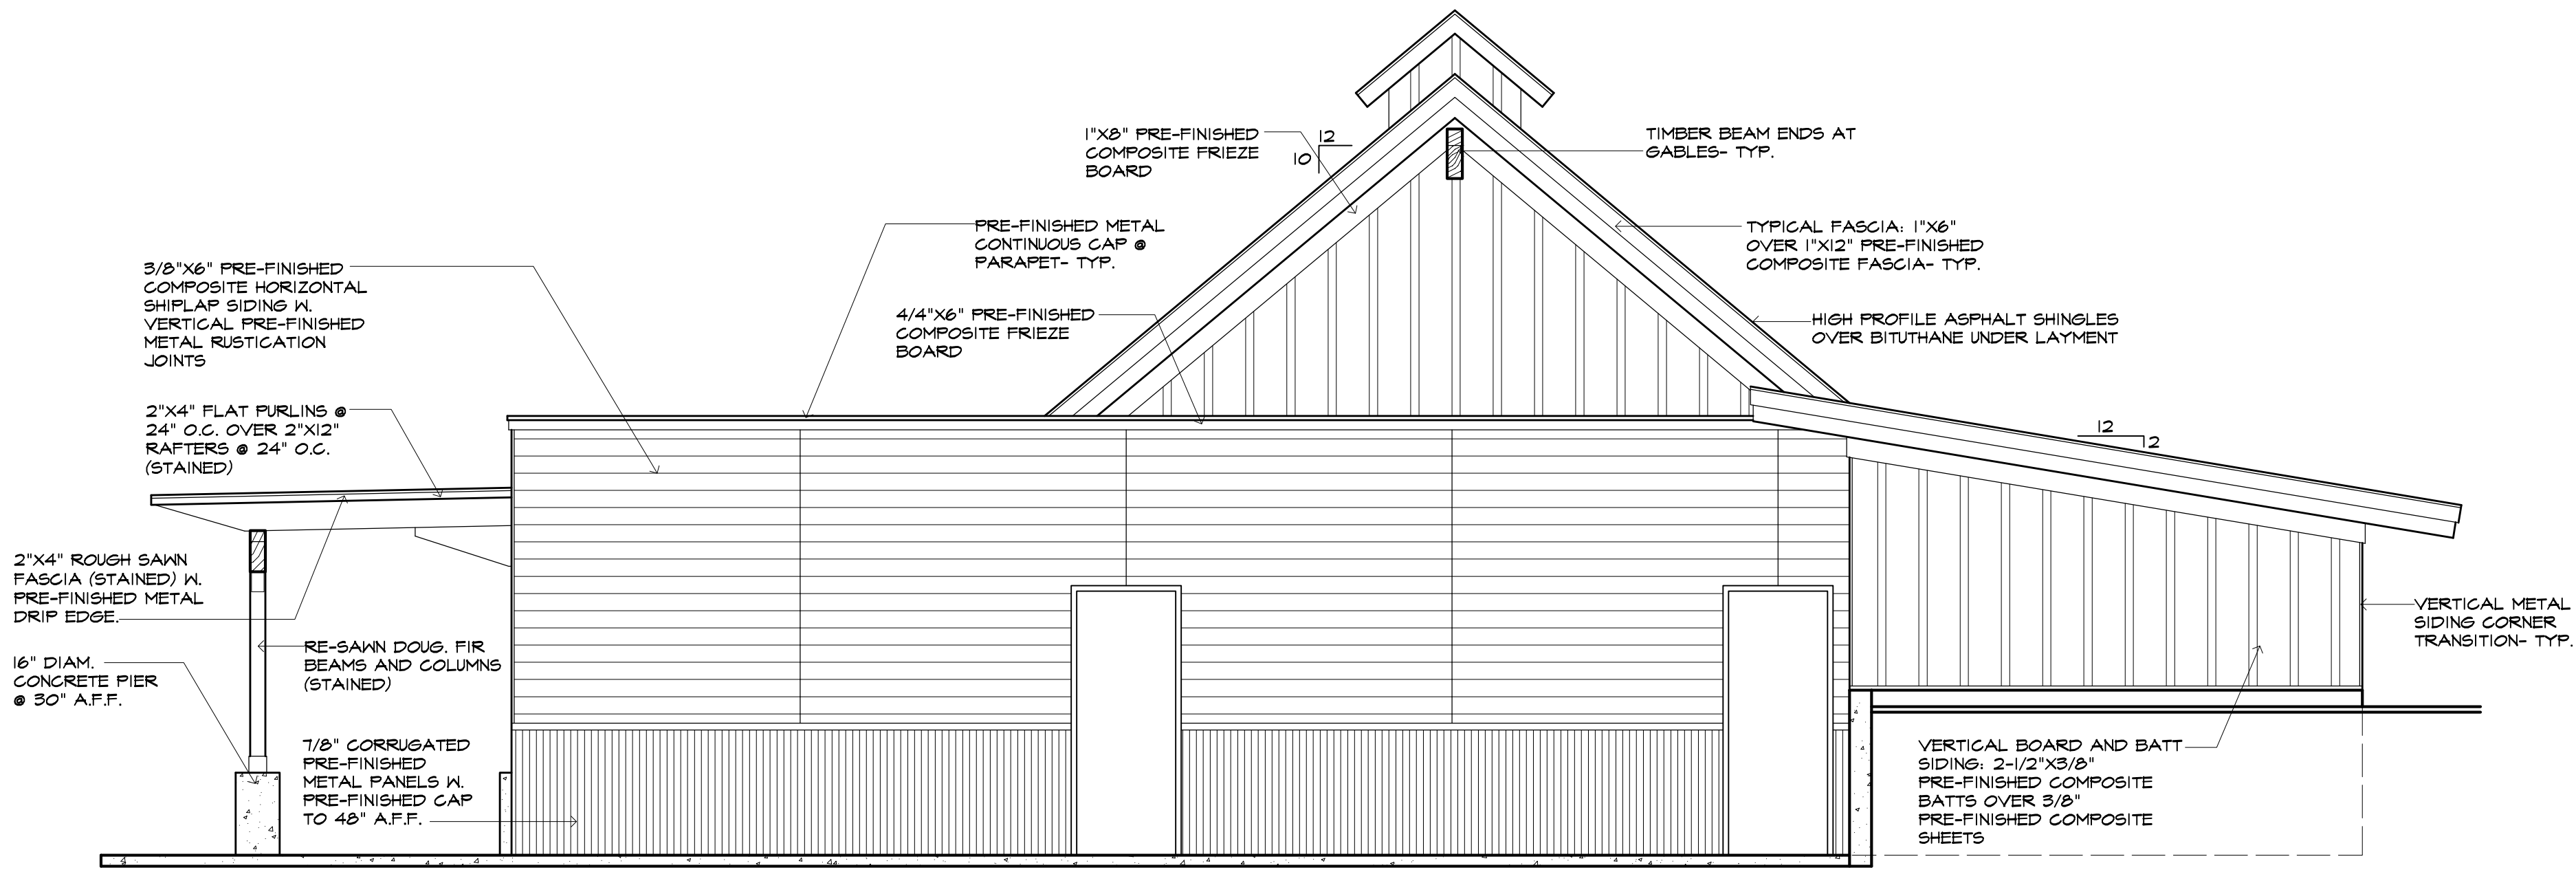 1"X8" PRE-FINISHED
COMPOSITE FRIEZE
BOARD
12
10
TIMBER BEAM ENDS AT
GABLES- TYP.
PRE-FINISHED METAL
CONTINUOUS CAP @
PARAPET- TYP.
TYPICAL FASCIA: 1"X6"
OVER 1"X12" PRE-FINISHED
COMPOSITE FASCIA- TYP.
3/8"X6" PRE-FINISHED
COMPOSITE HORIZONTAL
SHIPLAP SIDING W.
VERTICAL PRE-FINISHED
METAL RUSTICATION
JOINTS
4/4"X6" PRE-FINISHED
COMPOSITE FRIEZE
BOARD
HIGH PROFILE ASPHALT SHINGLES
OVER BITUTHANE UNDER LAYMENT
2"X4" FLAT PURLINS @
24" O.C. OVER 2"X12"
RAFTERS @ 24" O.C.
(STAINED)
12
2
2"X4" ROUGH SAWN
FASCIA (STAINED) W.
PRE-FINISHED METAL
DRIP EDGE.
RE-SAWN DOUG. FIR
BEAMS AND COLUMNS
(STAINED)
16" DIAM.
CONCRETE PIER
@ 30" A.F.F.
VERTICAL METAL
SIDING CORNER
TRANSITION- TYP.
7/8" CORRUGATED
PRE-FINISHED
METAL PANELS W.
PRE-FINISHED CAP
TO 48" A.F.F.
VERTICAL BOARD AND BATT
SIDING: 2-1/2"X3/8"
PRE-FINISHED COMPOSITE
BATTS OVER 3/8"
PRE-FINISHED COMPOSITE
SHEETS